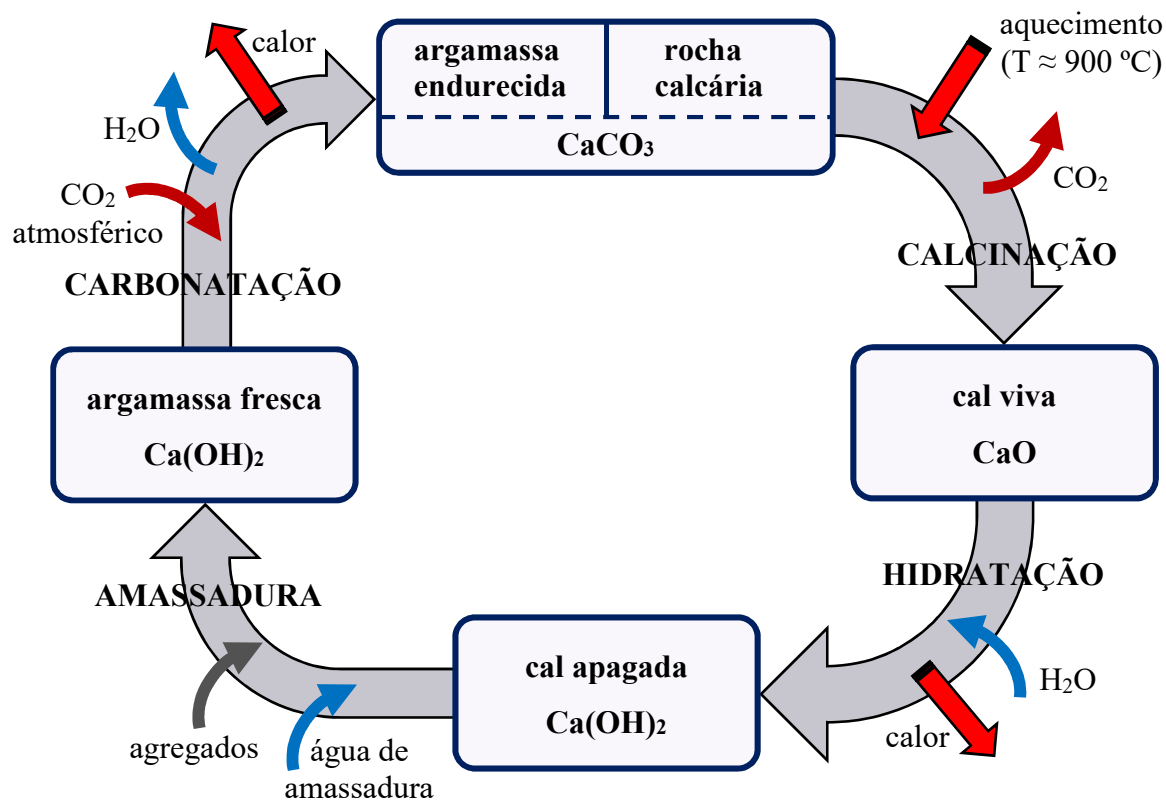 calor
argamassa
endurecida
rocha
calcária
CaCO₃
aquecimento
(T ≈ 900 ºC)
H₂O
CO₂
CO₂
atmosférico
CARBONATAÇÃO
CALCINAÇÃO
argamassa fresca
Ca(OH)₂
cal viva
CaO
AMASSADURA
HIDRATAÇÃO
cal apagada
Ca(OH)₂
H₂O
calor
agregados
água de
amassadura